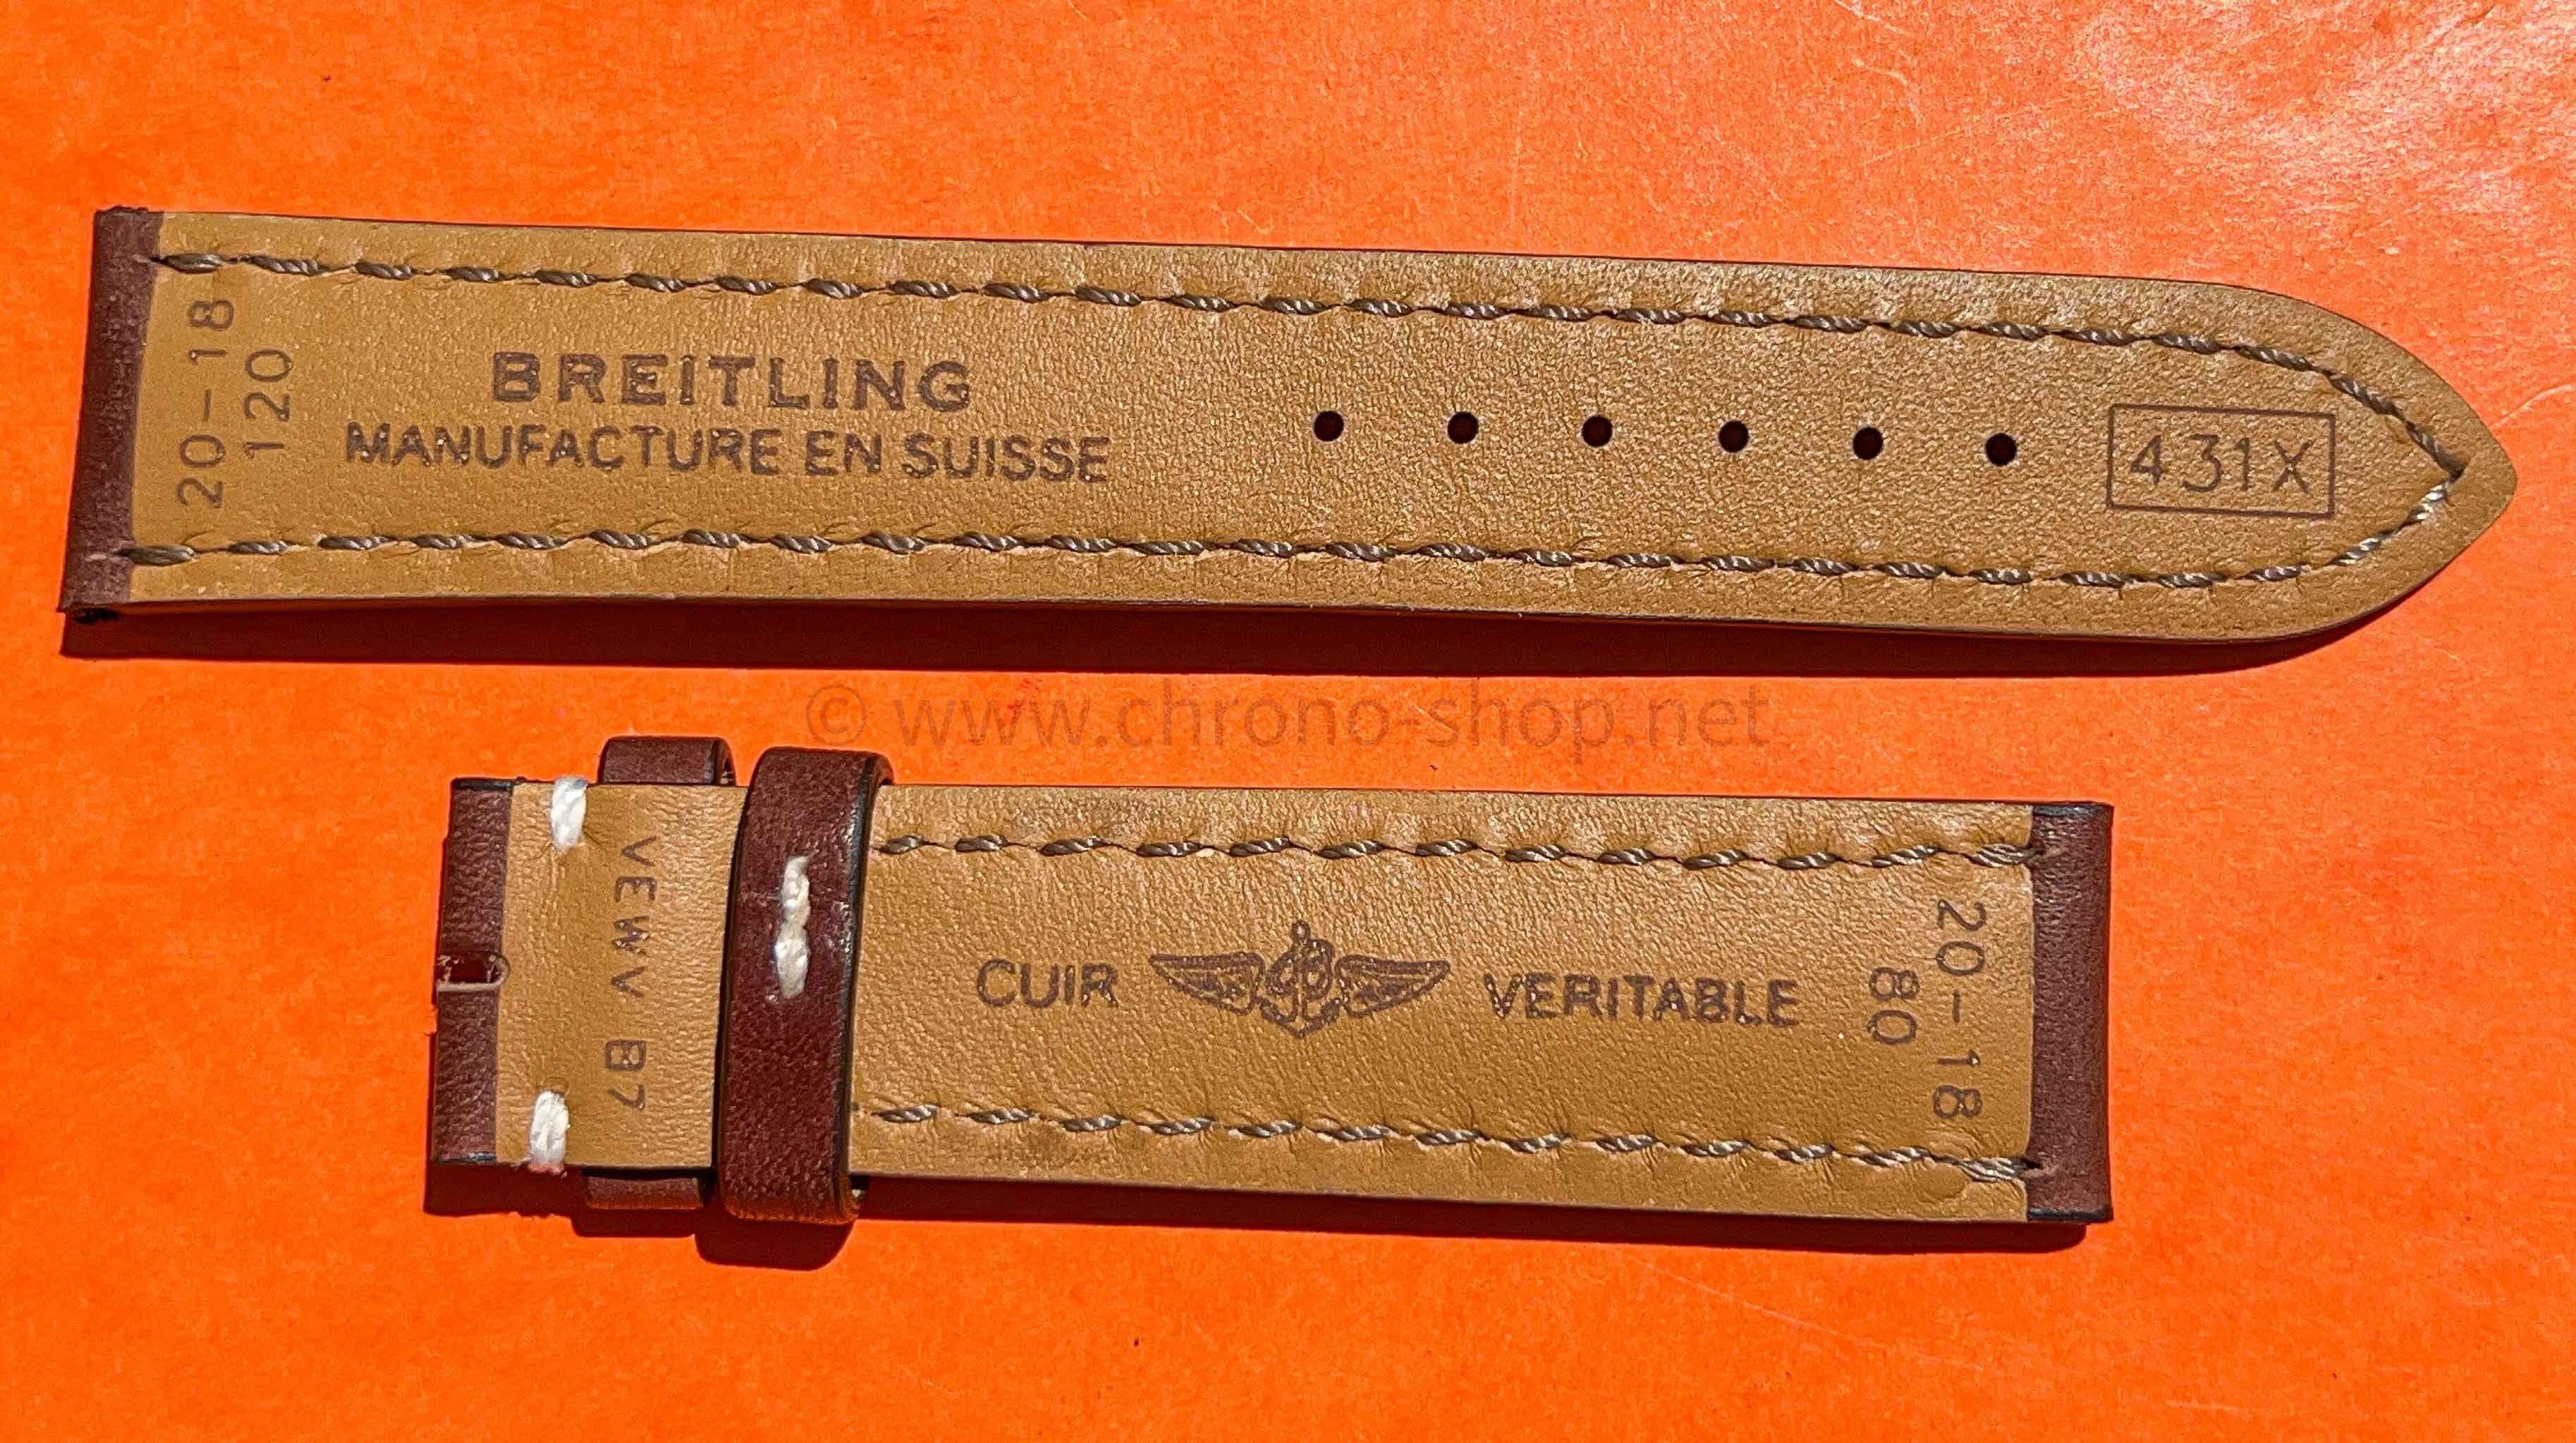 20-18
120
BREITLING
MANUFACTURE EN SUISSE
431X
© www.chrono-shop.net
VEWV B7
CUIR VERITABLE
20-18
80